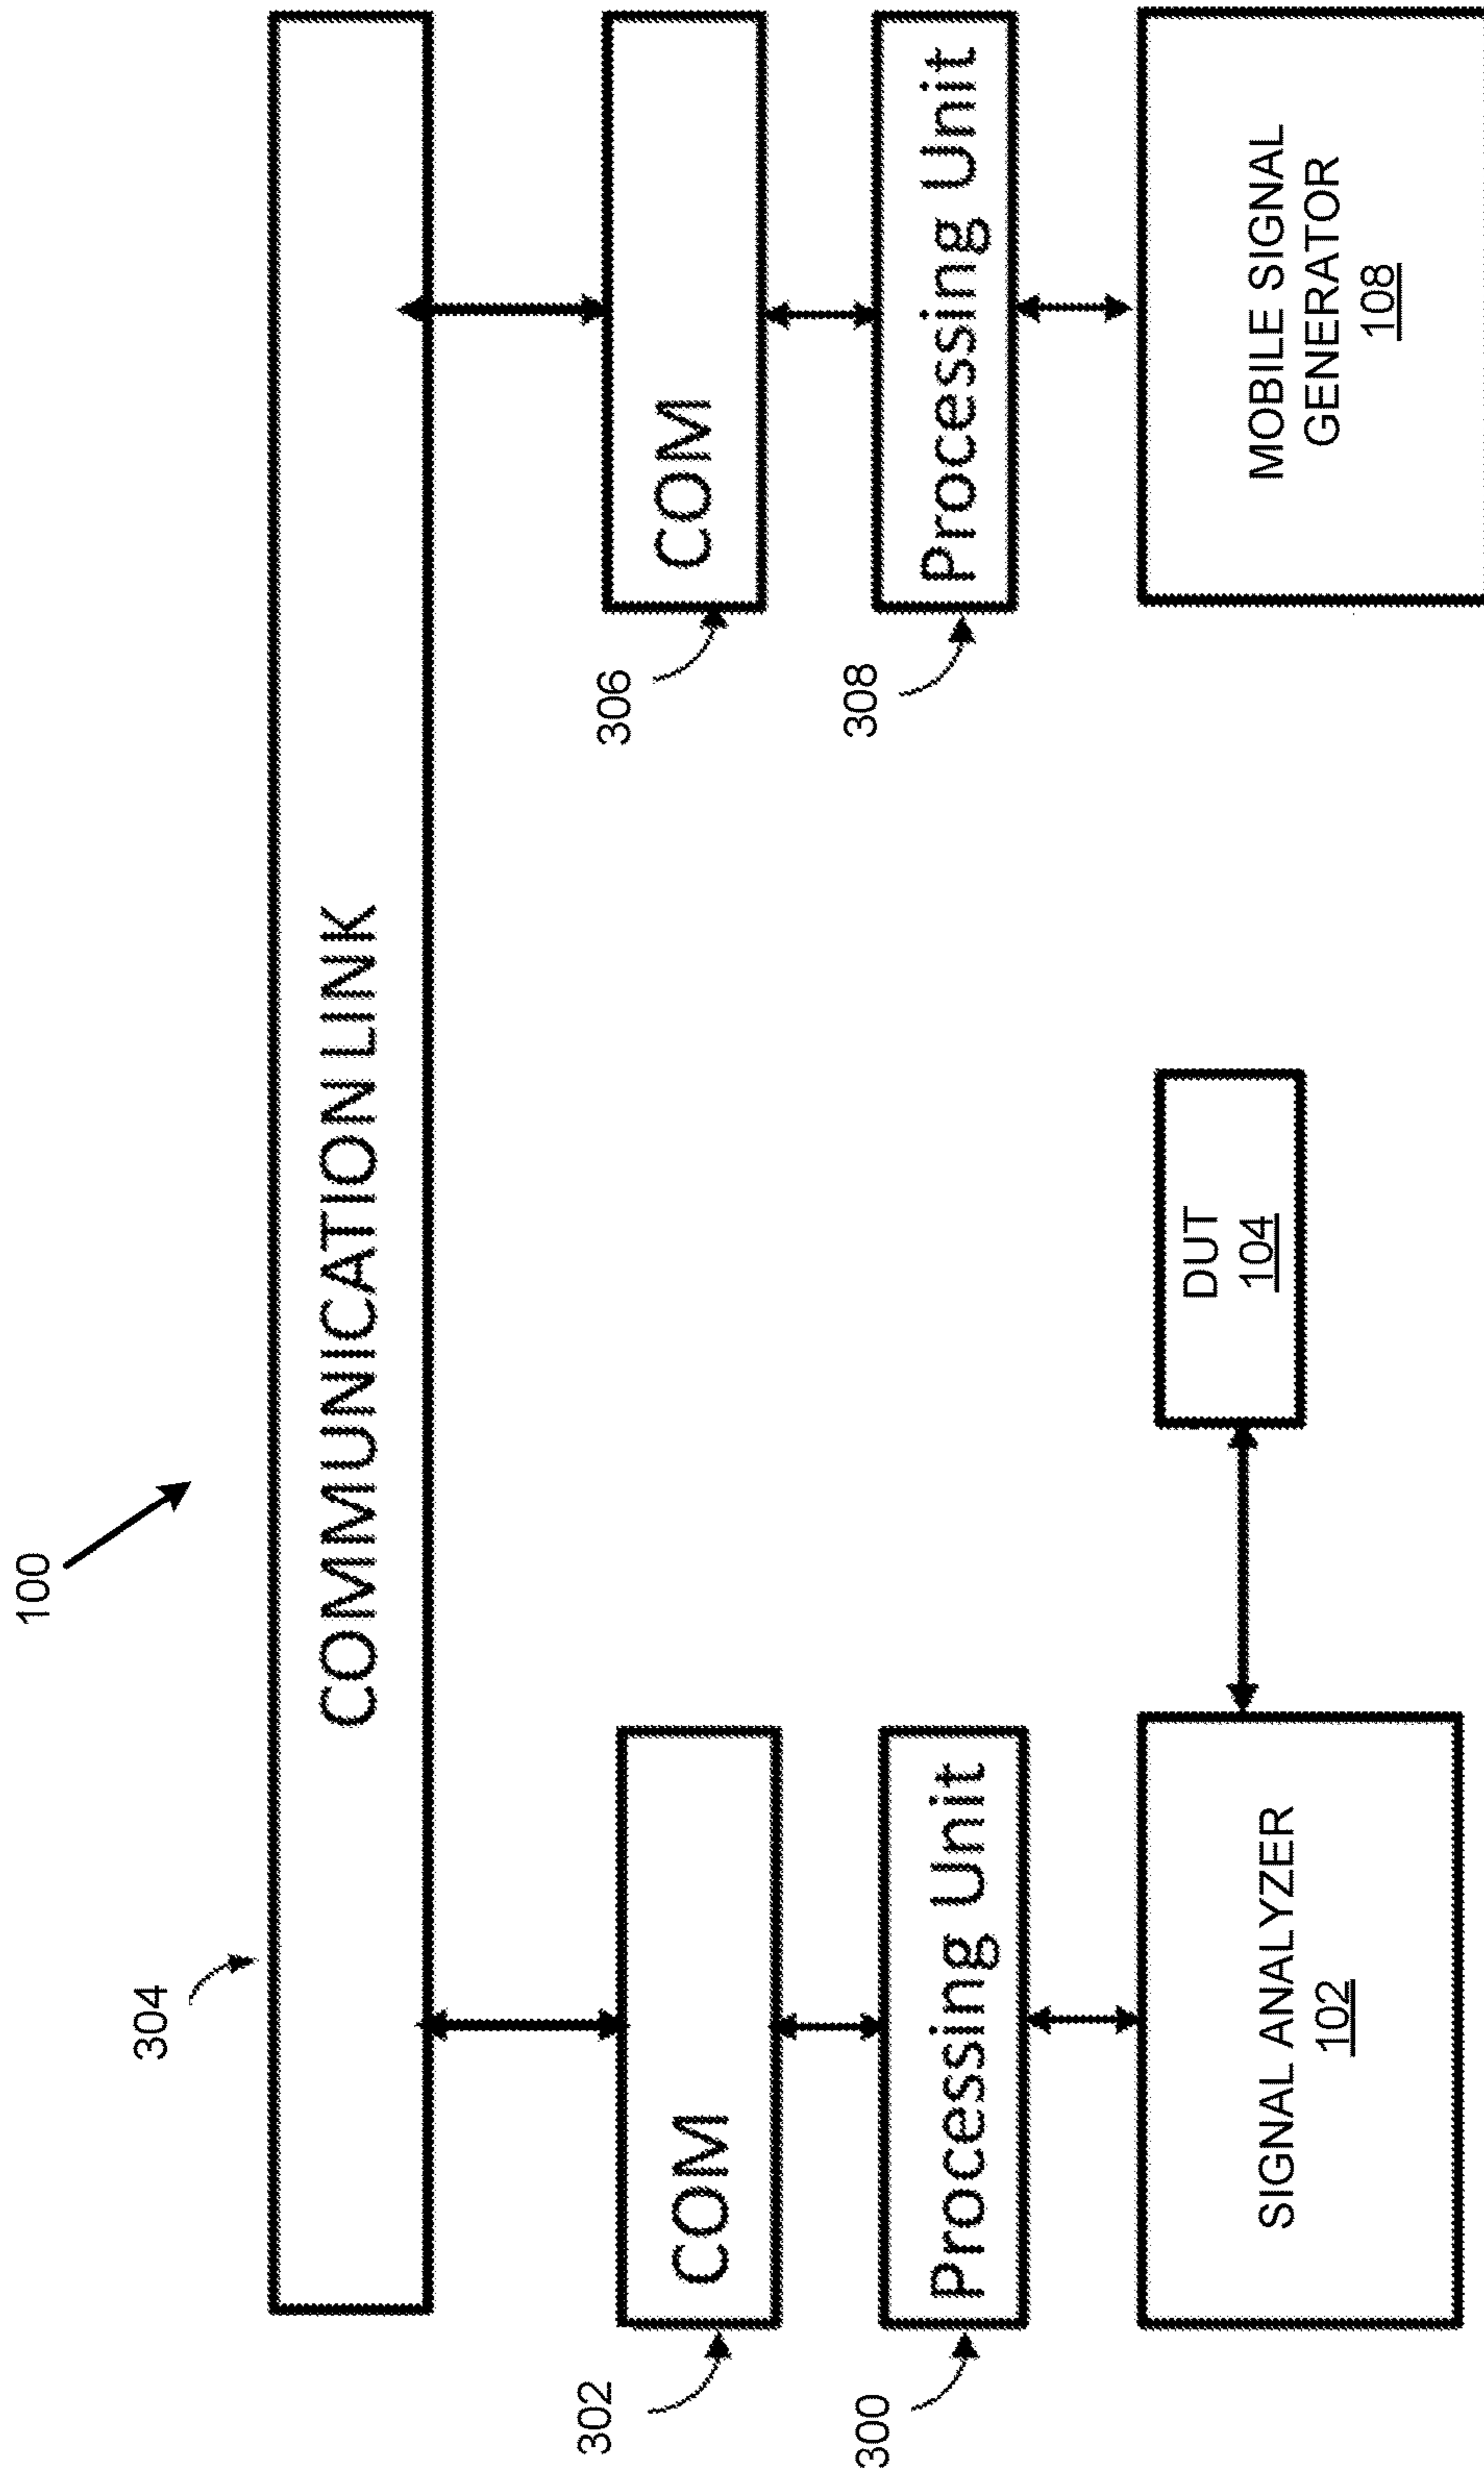 100
304
COMMUNICATION LINK
302
COM
306
COM
300
Processing Unit
308
Processing Unit
SIGNAL ANALYZER
102
DUT
104
MOBILE SIGNAL
GENERATOR
108